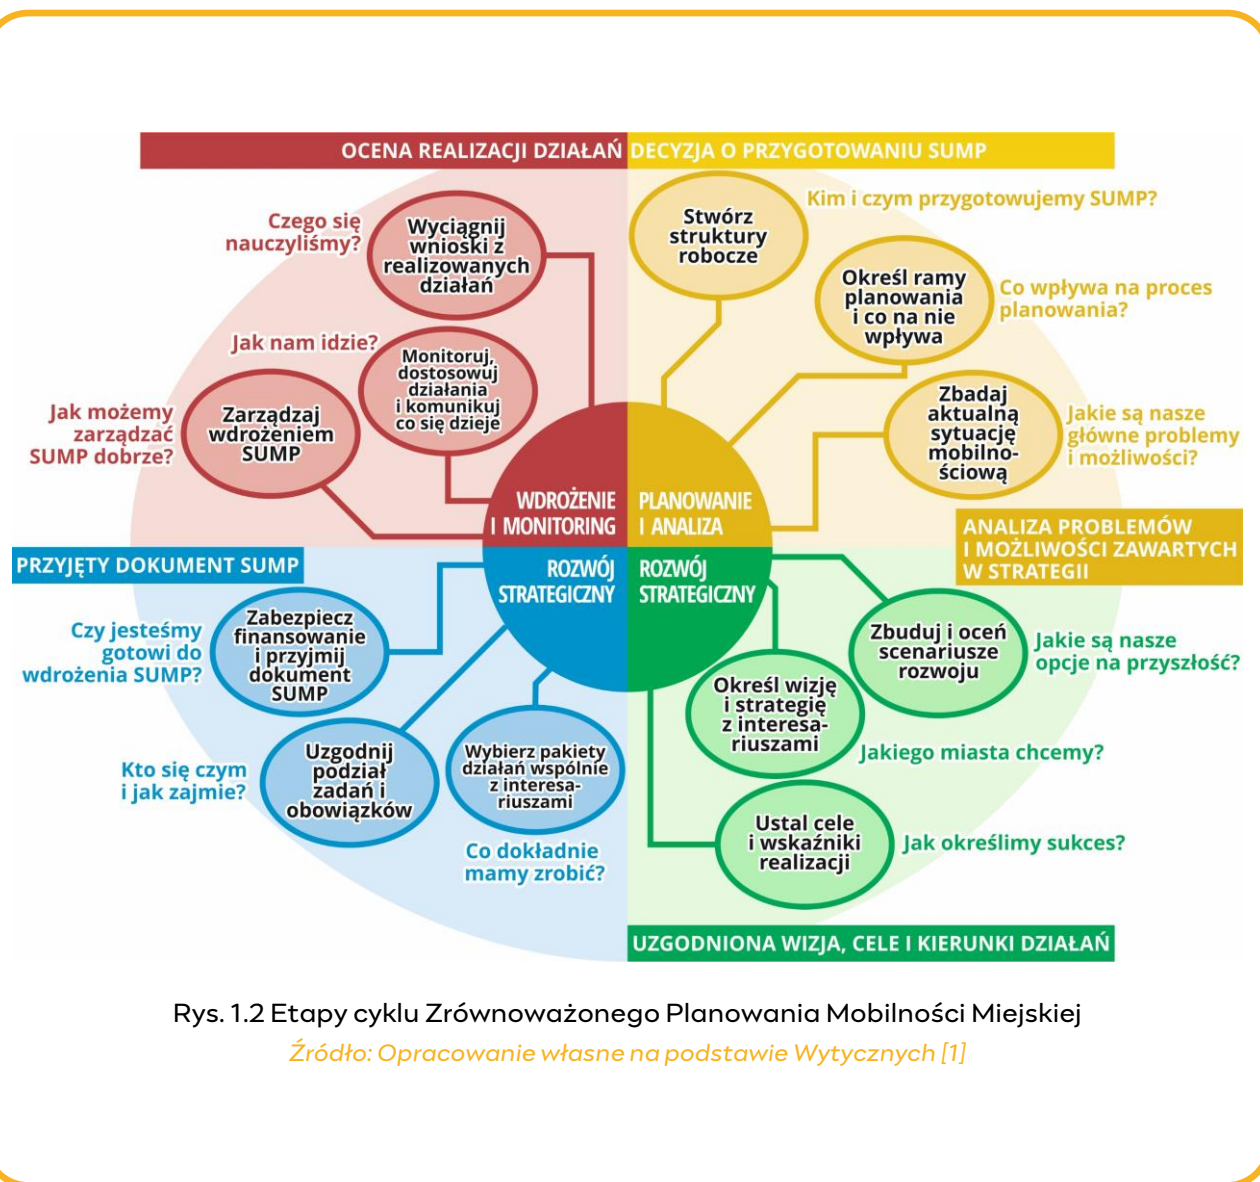 OCENA REALIZACJI DZIAŁAŃ
DECYZJA O PRZYGOTOWANIU SUMP
Czego się
nauczyliśmy?
Wyciągnij
wnioski z
realizowanych
działań
Jak nam idzie?
Monitoruj,
dostosowuj
działania
i komunikuj
co się dzieje
Jak możemy
zarządzać
SUMP dobrze?
Zarządzaj
wdrożeniem
SUMP
WDROŻENIE
I MONITORING
Stwórz
struktury
robocze
Kim i czym przygotowujemy SUMP?
Określ ramy
planowania
i co na nie
wpływa
Co wpływa na proces
planowania?
Zbadaj
aktualną
sytuację
mobilno-
ściową
Jakie są nasze
główne problemy
i możliwości?
PLANOWANIE
I ANALIZA
ANALIZA PROBLEMÓW
I MOŻLIWOŚCI ZAWARTYCH
W STRATEGII
PRZYJĘTY DOKUMENT SUMP
ROZWÓJ
STRATEGICZNY
Czy jesteśmy
gotowi do
wdrożenia SUMP?
Zabezpiecz
finansowanie
i przyjmij
dokument
SUMP
Kto się czym
i jak zajmie?
Uzgodnij
podział
zadań i
obowiązków
Wybierz pakiety
działań wspólnie
z interesa-
riuszami
Co dokładnie
mamy zrobić?
ROZWÓJ
STRATEGICZNY
Zbuduj i oceń
scenariusze
rozwoju
Jakie są nasze
opcje na przyszłość?
Określ wizję
i strategię
z interesa-
riuszami
Jakiego miasta chcemy?
Ustal cele
i wskaźniki
realizacji
Jak określimy sukces?
UZGODNIONA WIZJA, CELE I KIERUNKI DZIAŁAŃ
Rys. 1.2 Etapy cyklu Zrównoważonego Planowania Mobilności Miejskiej
Źródło: Opracowanie własne na podstawie Wytycznych [1]